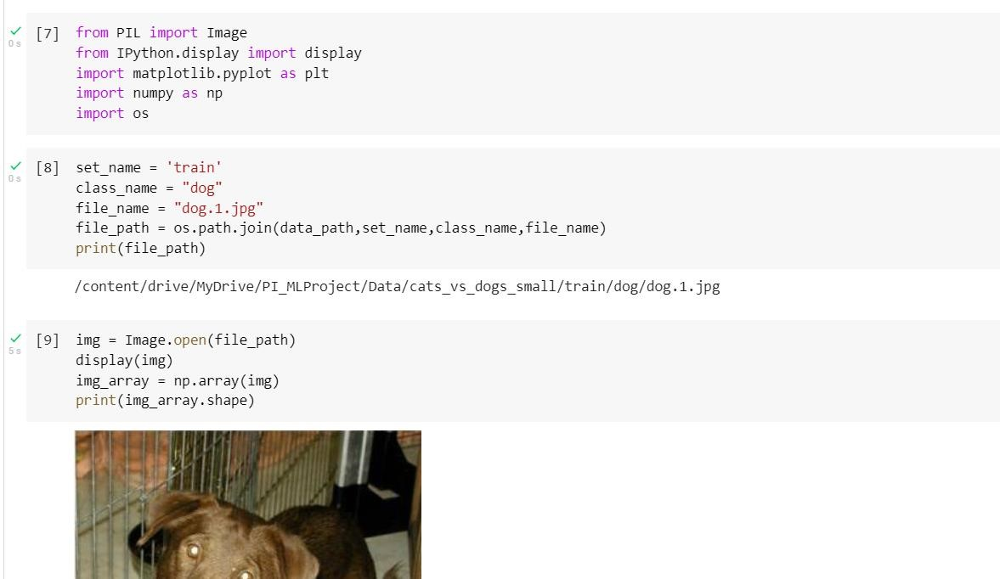 [7] from PIL import Image
0 s from IPython.display import display
import matplotlib.pyplot as plt
import numpy as np
import os
[8] set_name = 'train'
0 s class_name = "dog"
file_name = "dog.1.jpg"
file_path = os.path.join(data_path,set_name,class_name,file_name)
print(file_path)
/content/drive/MyDrive/PI_MLProject/Data/cats_vs_dogs_small/train/dog/dog.1.jpg
[9] img = Image.open(file_path)
5 s display(img)
img_array = np.array(img)
print(img_array.shape)